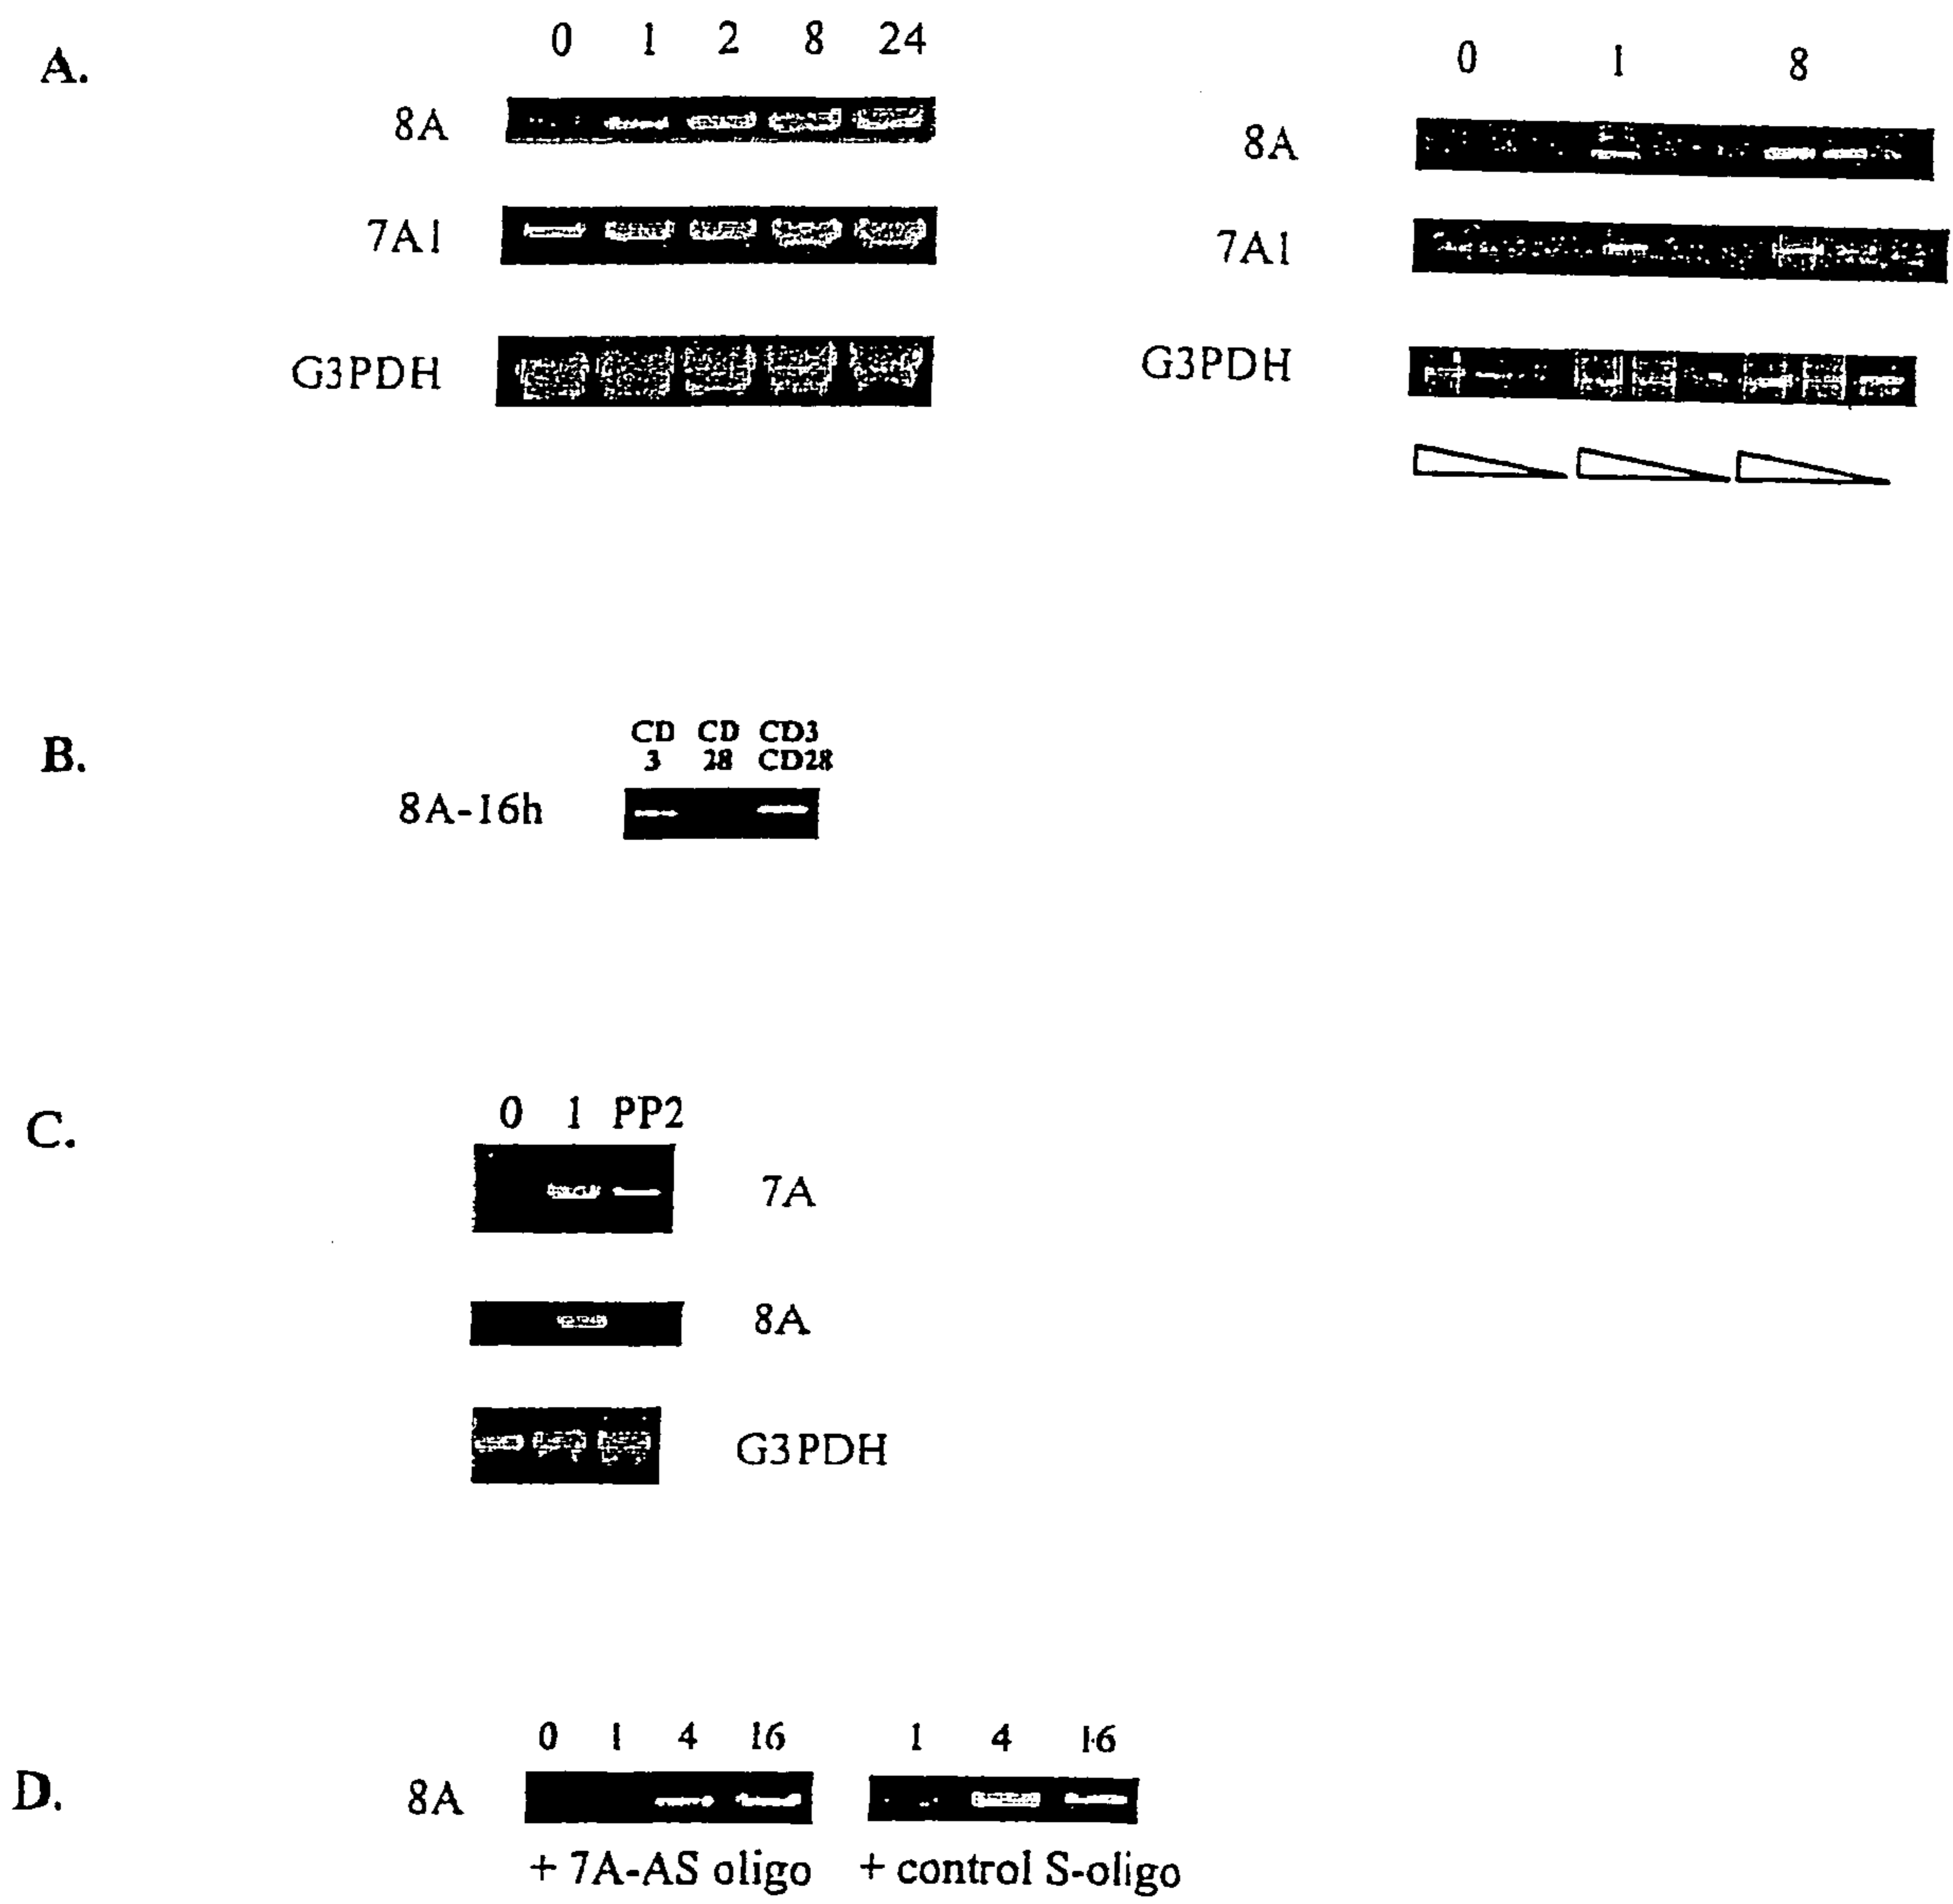 A.
0 1 2 8 24
8A
7A1
G3PDH
0 1 8
8A
7A1
G3PDH
B.
CD CD CD3
3 28 CD28
8A-16h
C.
0 1 PP2
7A
8A
G3PDH
D.
0 1 4 16
1 4 16
8A
+ 7A-AS oligo
+ control S-oligo